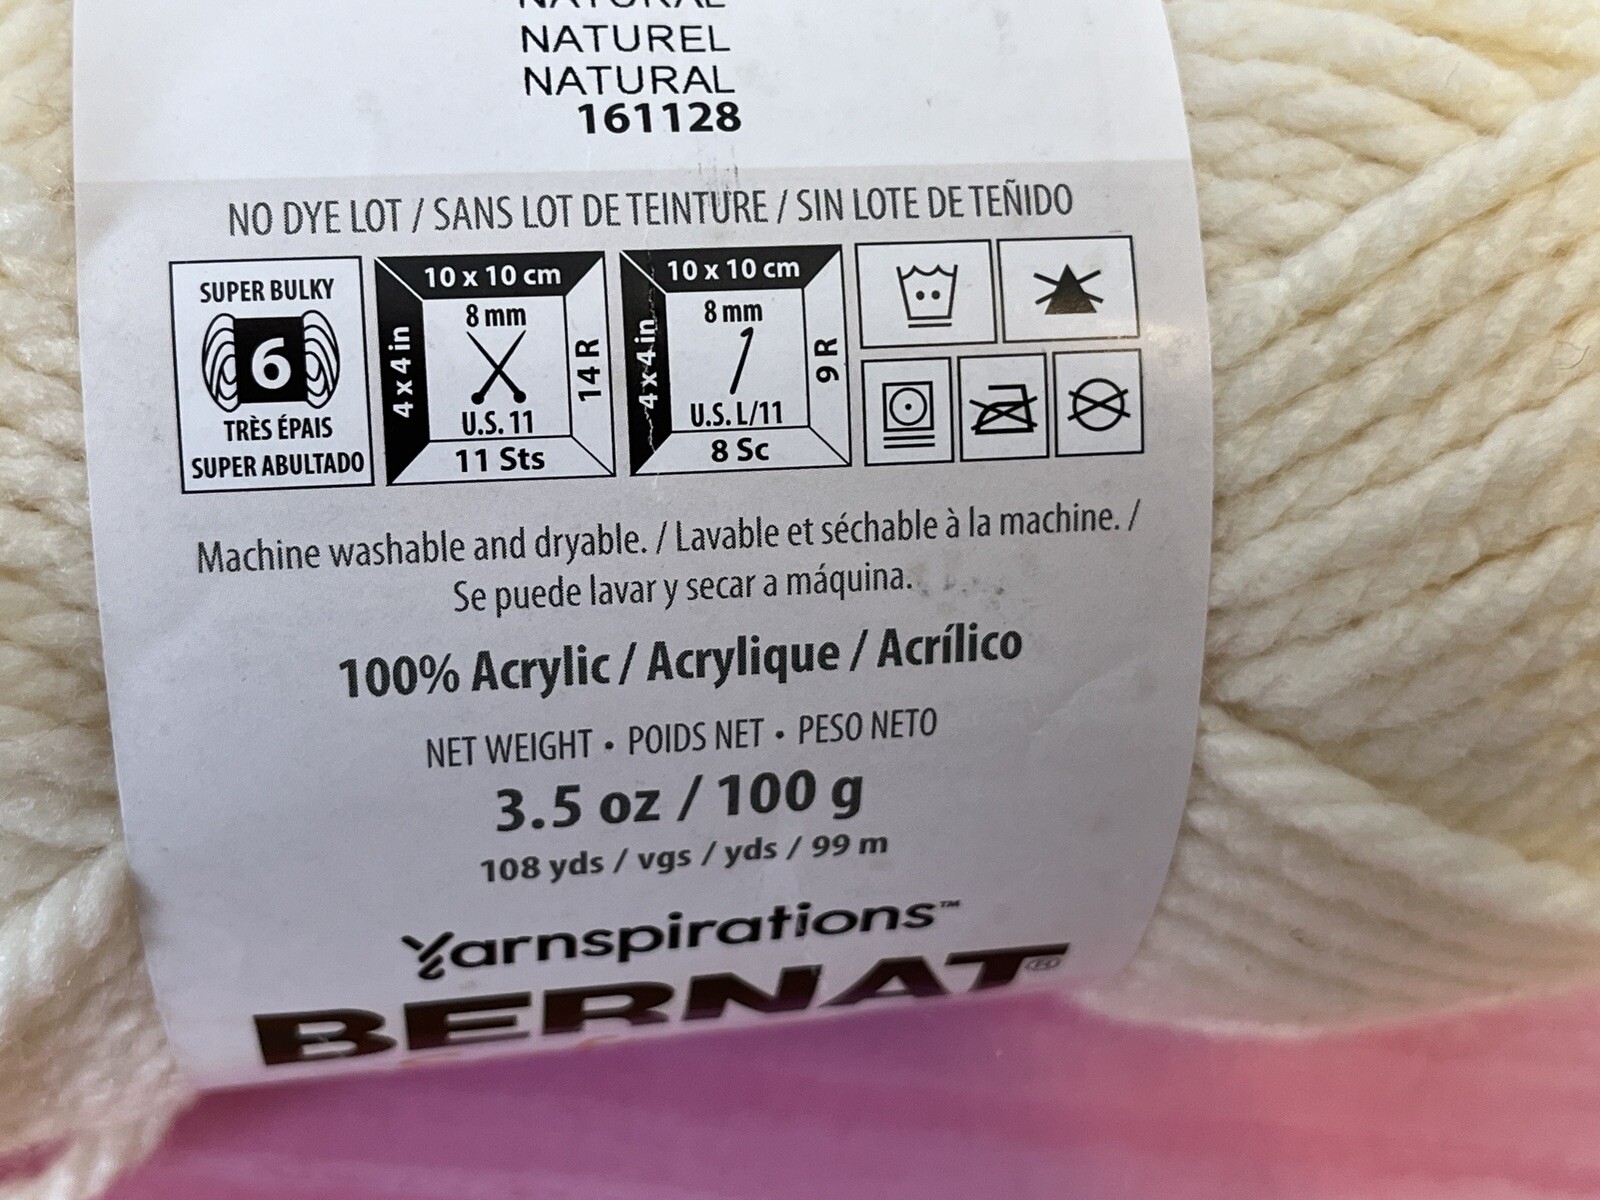 NATURAL
NATUREL
NATURAL
161128
NO DYE LOT / SANS LOT DE TEINTURE / SIN LOTE DE TEÑIDO
SUPER BULKY
6
TRÈS ÉPAIS
SUPER ABULTADO
10 x 10 cm
4 x 4 in
8 mm
14 R
U.S. 11
11 Sts
10 x 10 cm
4 x 4 in
8 mm
9 R
U.S. L/11
8 Sc
Machine washable and dryable. / Lavable et séchable à la machine. /
Se puede lavar y secar a máquina.
100% Acrylic / Acrylique / Acrílico
NET WEIGHT • POIDS NET • PESO NETO
3.5 oz / 100 g
108 yds / vgs / yds / 99 m
Yarnspirations™
BERNAT®